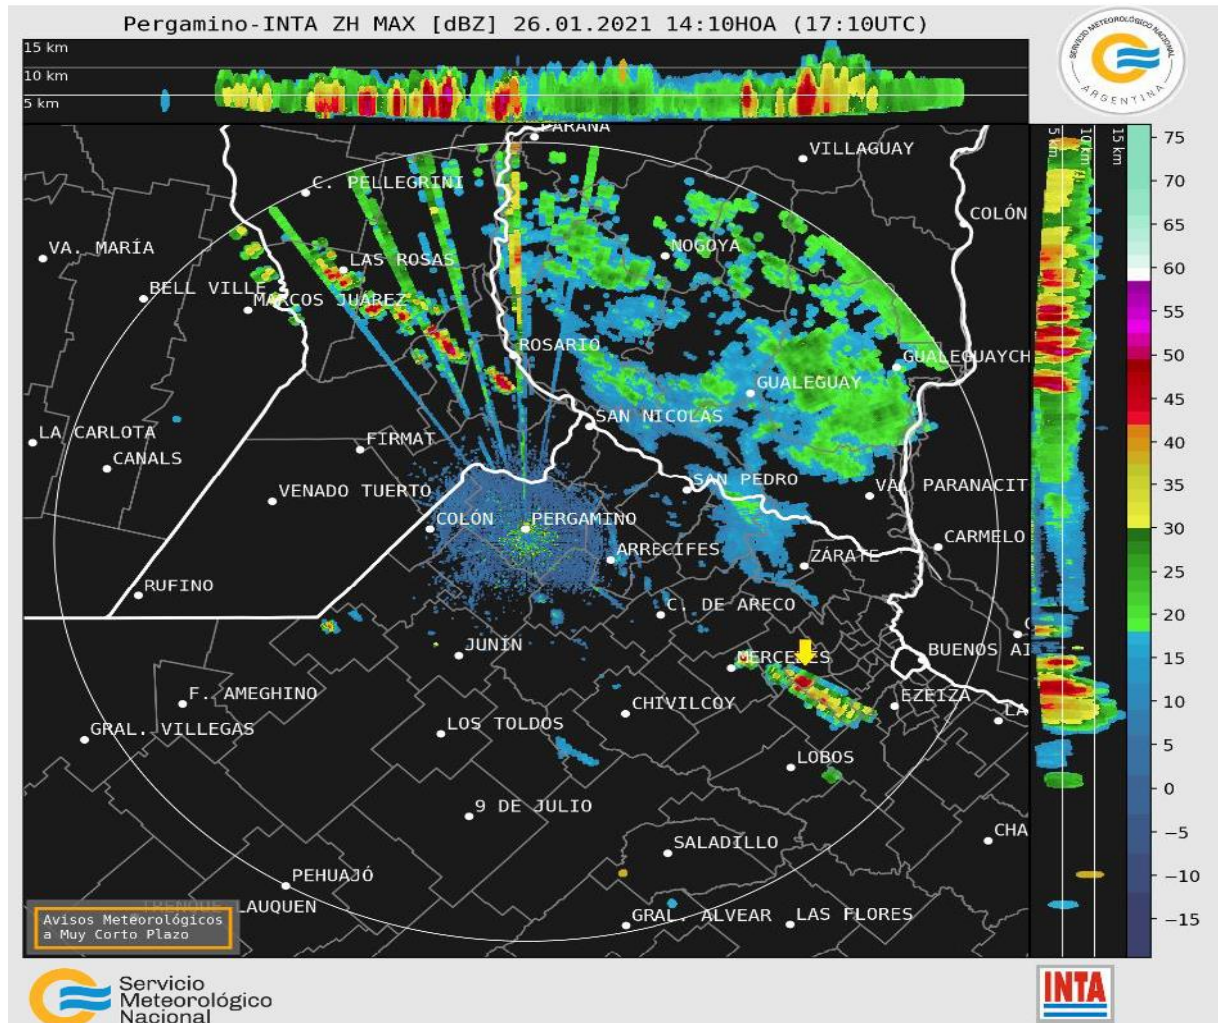 Pergamino-INTA ZH MAX [dBZ] 26.01.2021 14:10HOA (17:10UTC)
SERVICIO METEOROLÓGICO NACIONAL
ARGENTINA
15 km
10 km
5 km
5 km
10 km
15 km
PARANÁ
VILLAGUAY
C. PELLEGRINI
COLÓN
VA. MARÍA
NOGOYA
LAS ROSAS
BELL VILLE
MARCOS JUAREZ
ROSARIO
GUALEGUAYCH
GUALEGUAY
SAN NICOLÁS
LA CARLOTA
FIRMAT
CANALS
SAN PEDRO
VA. PARANACIT
VENADO TUERTO
COLÓN
PERGAMINO
CARMELO
ARRECIFES
ZÁRATE
RUFINO
C. DE ARECO
C
JUNÍN
MERCEDES
BUENOS AI
F. AMEGHINO
EZEIZA
CHIVILCOY
LA
GRAL. VILLEGAS
LOS TOLDOS
LOBOS
9 DE JULIO
CHA
SALADILLO
PEHUAJÓ
TRENQUE LAUQUEN
GRAL. ALVEAR
LAS FLORES
Avisos Meteorológicos
a Muy Corto Plazo
75
70
65
60
55
50
45
40
35
30
25
20
15
10
5
0
−5
−10
−15
Servicio
Meteorológico
Nacional
INTA